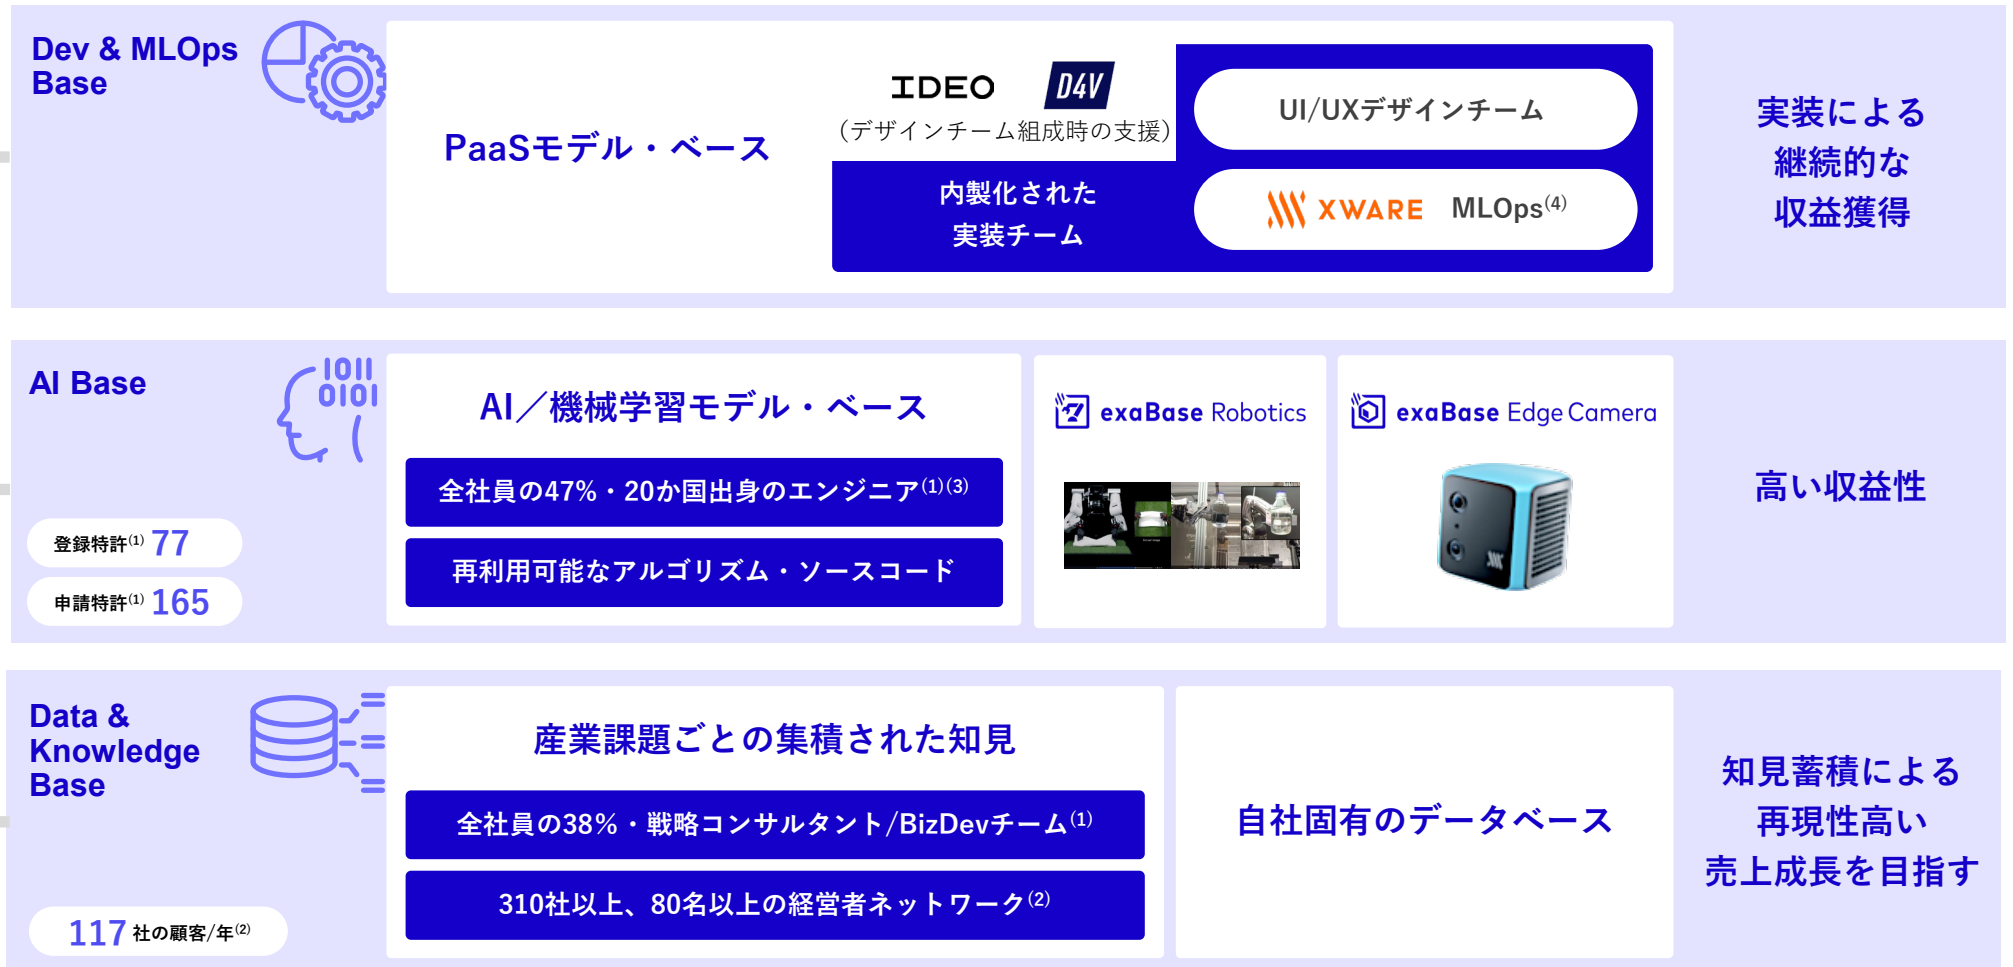 Dev & MLOps
Base
PaaSモデル・ベース
IDEO D4V
（デザインチーム組成時の支援）
内製化された
実装チーム
UI/UXデザインチーム
XWARE MLOps(4)
実装による
継続的な
収益獲得
AI Base
1011
0101
登録特許(1) 77
申請特許(1) 165
AI／機械学習モデル・ベース
全社員の47%・20か国出身のエンジニア(1)(3)
再利用可能なアルゴリズム・ソースコード
exaBase Robotics
exaBase Edge Camera
高い収益性
Data &
Knowledge
Base
117 社の顧客/年(2)
産業課題ごとの集積された知見
全社員の38%・戦略コンサルタント/BizDevチーム(1)
310社以上、80名以上の経営者ネットワーク(2)
自社固有のデータベース
知見蓄積による
再現性高い
売上成長を目指す